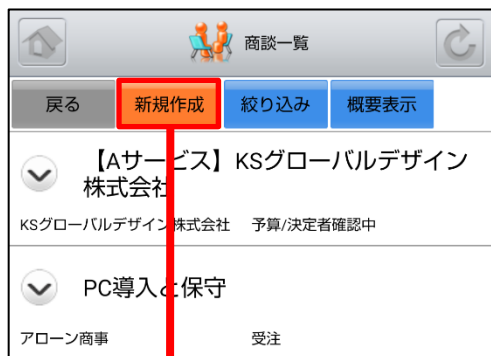 商談一覧
戻る 新規作成 絞り込み 概要表示
【Aサービス】KSグローバルデザイン
株式会社
KSグローバルデザイン株式会社 予算/決定者確認中
PC導入と保守
アローン商事 受注